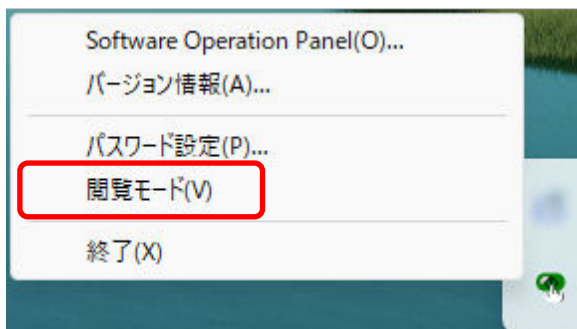 Software Operation Panel(O)...
バージョン情報(A)...
パスワード設定(P)...
閲覧モード(V)
終了(X)